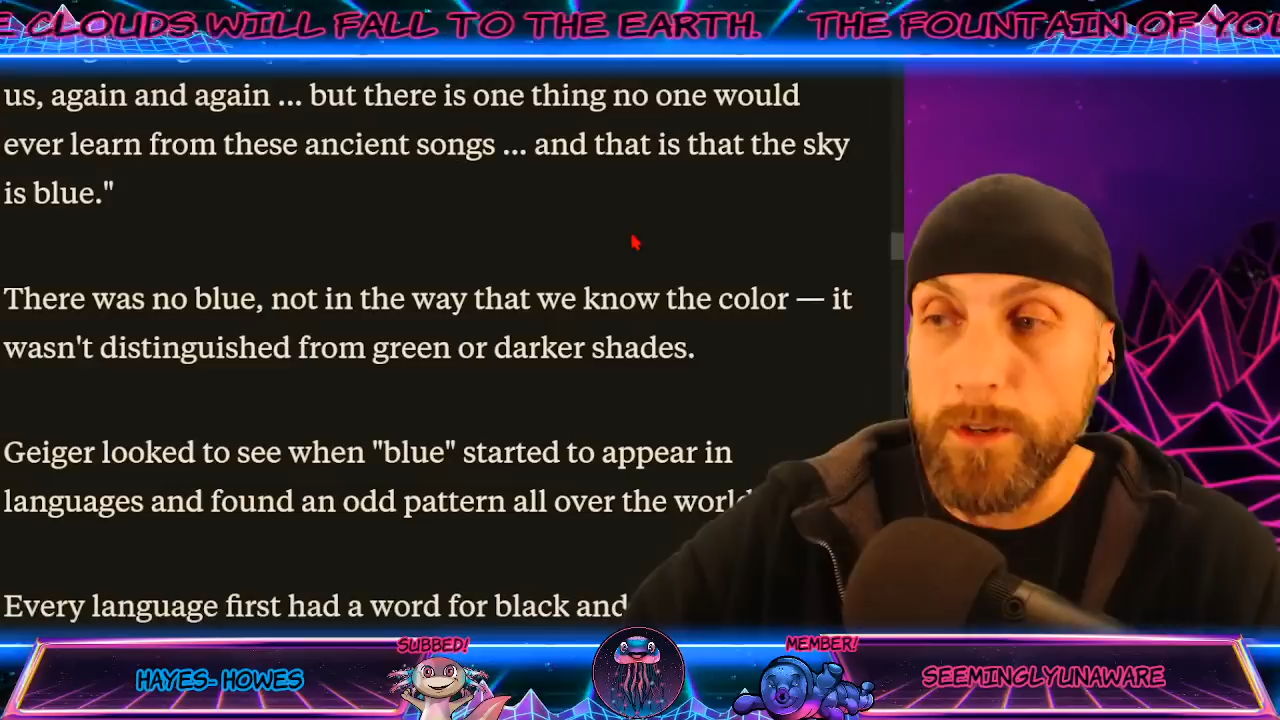 CLOUDS WILL FALL TO THE EARTH. THE FOUNTAIN OF
us, again and again ... but there is one thing no one would
ever learn from these ancient songs ... and that is that the sky
is blue."
There was no blue, not in the way that we know the color — it
wasn't distinguished from green or darker shades.
Geiger looked to see when "blue" started to appear in
languages and found an odd pattern all over the
Every language first had a word for black and
SUBBED!
MEMBER!
HAYES- HOWES
SEEMINGLYUNAWARE